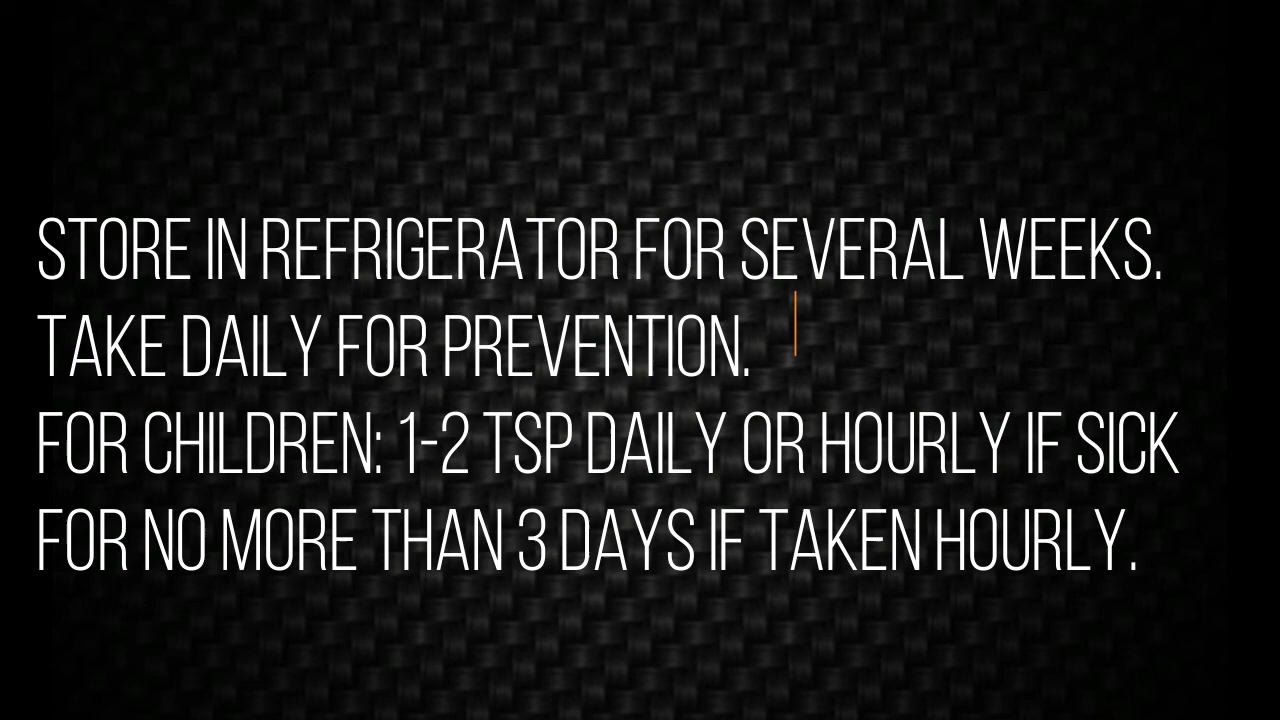 STORE IN REFRIGERATOR FOR SEVERAL WEEKS.
TAKE DAILY FOR PREVENTION.
FOR CHILDREN: 1-2 TSP DAILY OR HOURLY IF SICK
FOR NO MORE THAN 3 DAYS IF TAKEN HOURLY.